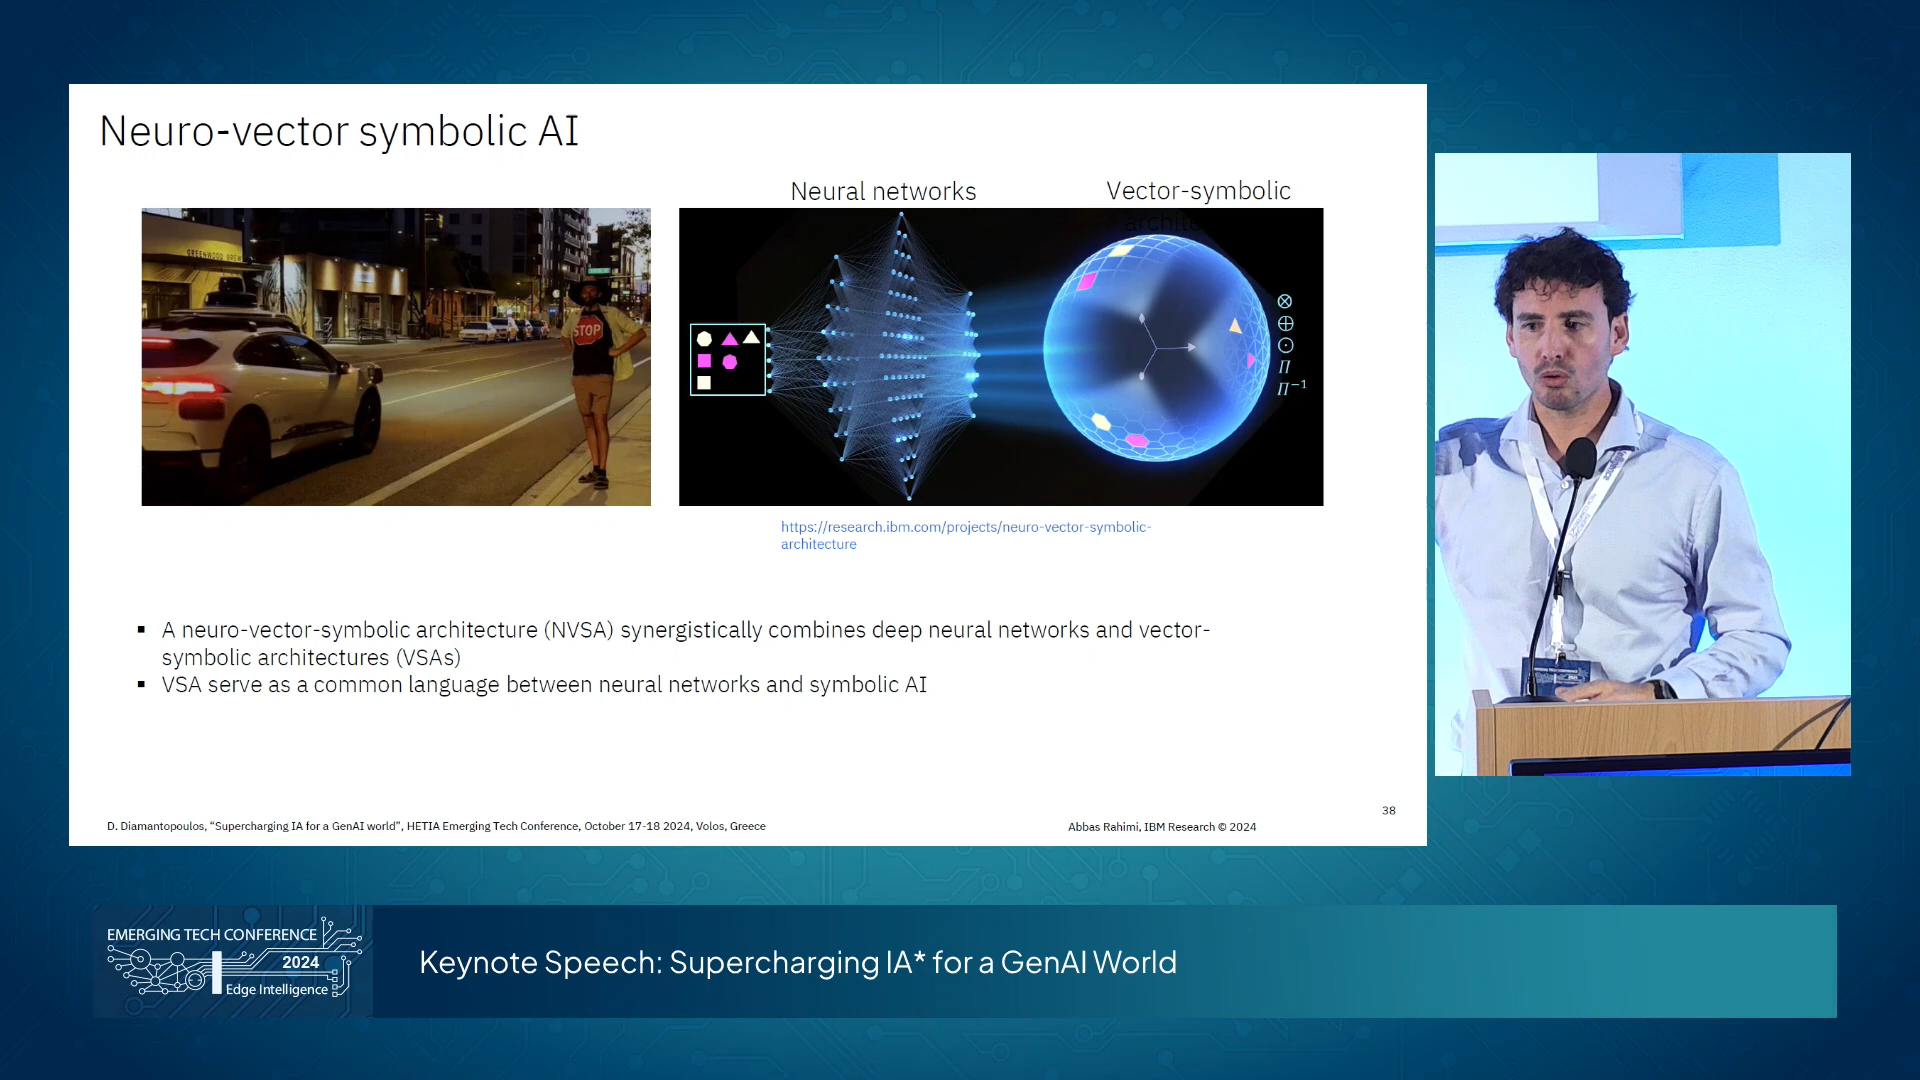 Neuro-vector symbolic AI
Neural networks
Vector-symbolic
archite
GREENWOOD BREW
STOP
⊗
⊕
⊙
Π
Π⁻¹
https://research.ibm.com/projects/neuro-vector-symbolic-
architecture
▪ A neuro-vector-symbolic architecture (NVSA) synergistically combines deep neural networks and vector-
symbolic architectures (VSAs)
▪ VSA serve as a common language between neural networks and symbolic AI
38
D. Diamantopoulos, “Supercharging IA for a GenAI world”, HETIA Emerging Tech Conference, October 17-18 2024, Volos, Greece
Abbas Rahimi, IBM Research © 2024
EMERGING TECH CONFERENCE
2024
Edge Intelligence
Keynote Speech: Supercharging IA* for a GenAI World